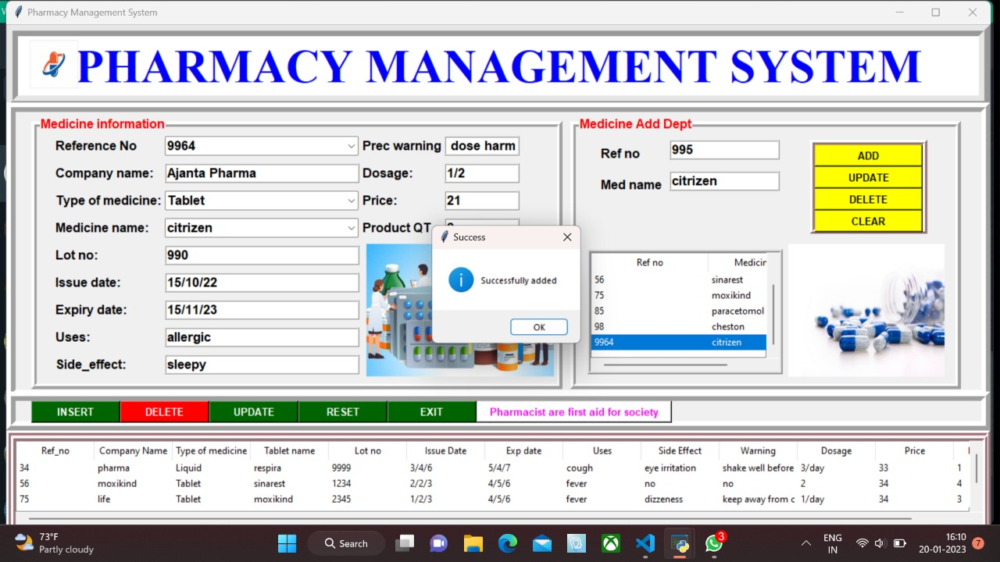 Pharmacy Management System
PHARMACY MANAGEMENT SYSTEM
Medicine information
Reference No 9964 Prec warning dose harm
Company name: Ajanta Pharma Dosage: 1/2
Type of medicine: Tablet Price: 21
Medicine name: citrizen Product QT
Lot no: 990
Issue date: 15/10/22
Expiry date: 15/11/23
Uses: allergic
Side_effect: sleepy
Success
Successfully added
OK
Medicine Add Dept
Ref no 995
Med name citrizen
ADD
UPDATE
DELETE
CLEAR
Ref no Medicin
56 sinarest
75 moxikind
85 paracetomol
98 cheston
9964 citrizen
INSERT DELETE UPDATE RESET EXIT Pharmacist are first aid for society
Ref_no Company Name Type of medicine Tablet name Lot no Issue Date Exp date Uses Side Effect Warning Dosage Price
34 pharma Liquid respira 9999 3/4/6 5/4/7 cough eye irritation shake well before 3/day 33 1
56 moxikind Tablet sinarest 1234 2/2/3 4/5/6 fever no no 2 34 4
75 life Tablet moxikind 2345 1/2/3 4/5/6 fever dizzeness keep away from c 1/day 34 3
73°F
Partly cloudy
Search
3
ENG
IN
16:10
20-01-2023
7